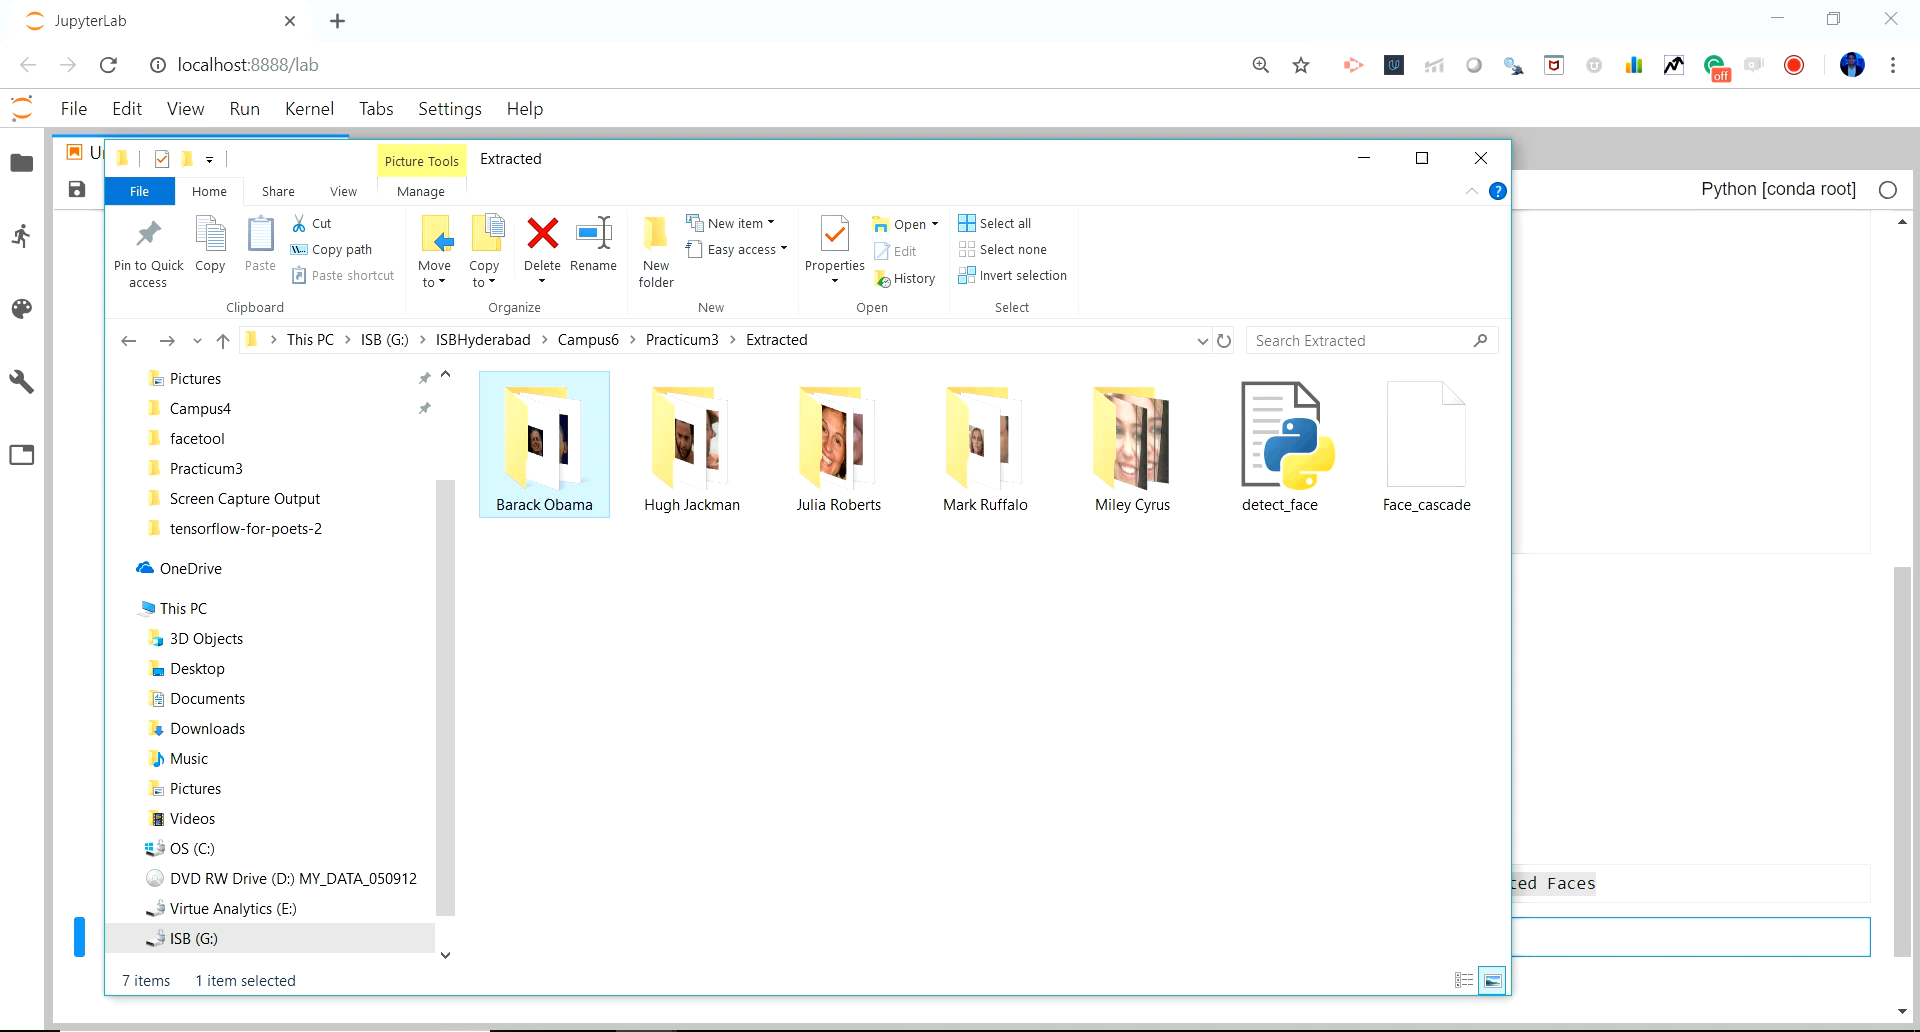 JupyterLab
localhost:8888/lab
off
File Edit View Run Kernel Tabs Settings Help
Picture Tools Extracted
File Home Share View Manage
Python [conda root]
Pin to Quick access
Copy
Paste
Cut
Copy path
Paste shortcut
Clipboard
Move to
Copy to
Delete
Rename
Organize
New folder
New item
Easy access
New
Properties
Open
Edit
History
Open
Select all
Select none
Invert selection
Select
This PC > ISB (G:) > ISBHyderabad > Campus6 > Practicum3 > Extracted
Search Extracted
Pictures
Campus4
facetool
Practicum3
Screen Capture Output
tensorflow-for-poets-2
OneDrive
This PC
3D Objects
Desktop
Documents
Downloads
Music
Pictures
Videos
OS (C:)
DVD RW Drive (D:) MY_DATA_050912
Virtue Analytics (E:)
ISB (G:)
Barack Obama
Hugh Jackman
Julia Roberts
Mark Ruffalo
Miley Cyrus
detect_face
Face_cascade
Faces
7 items 1 item selected